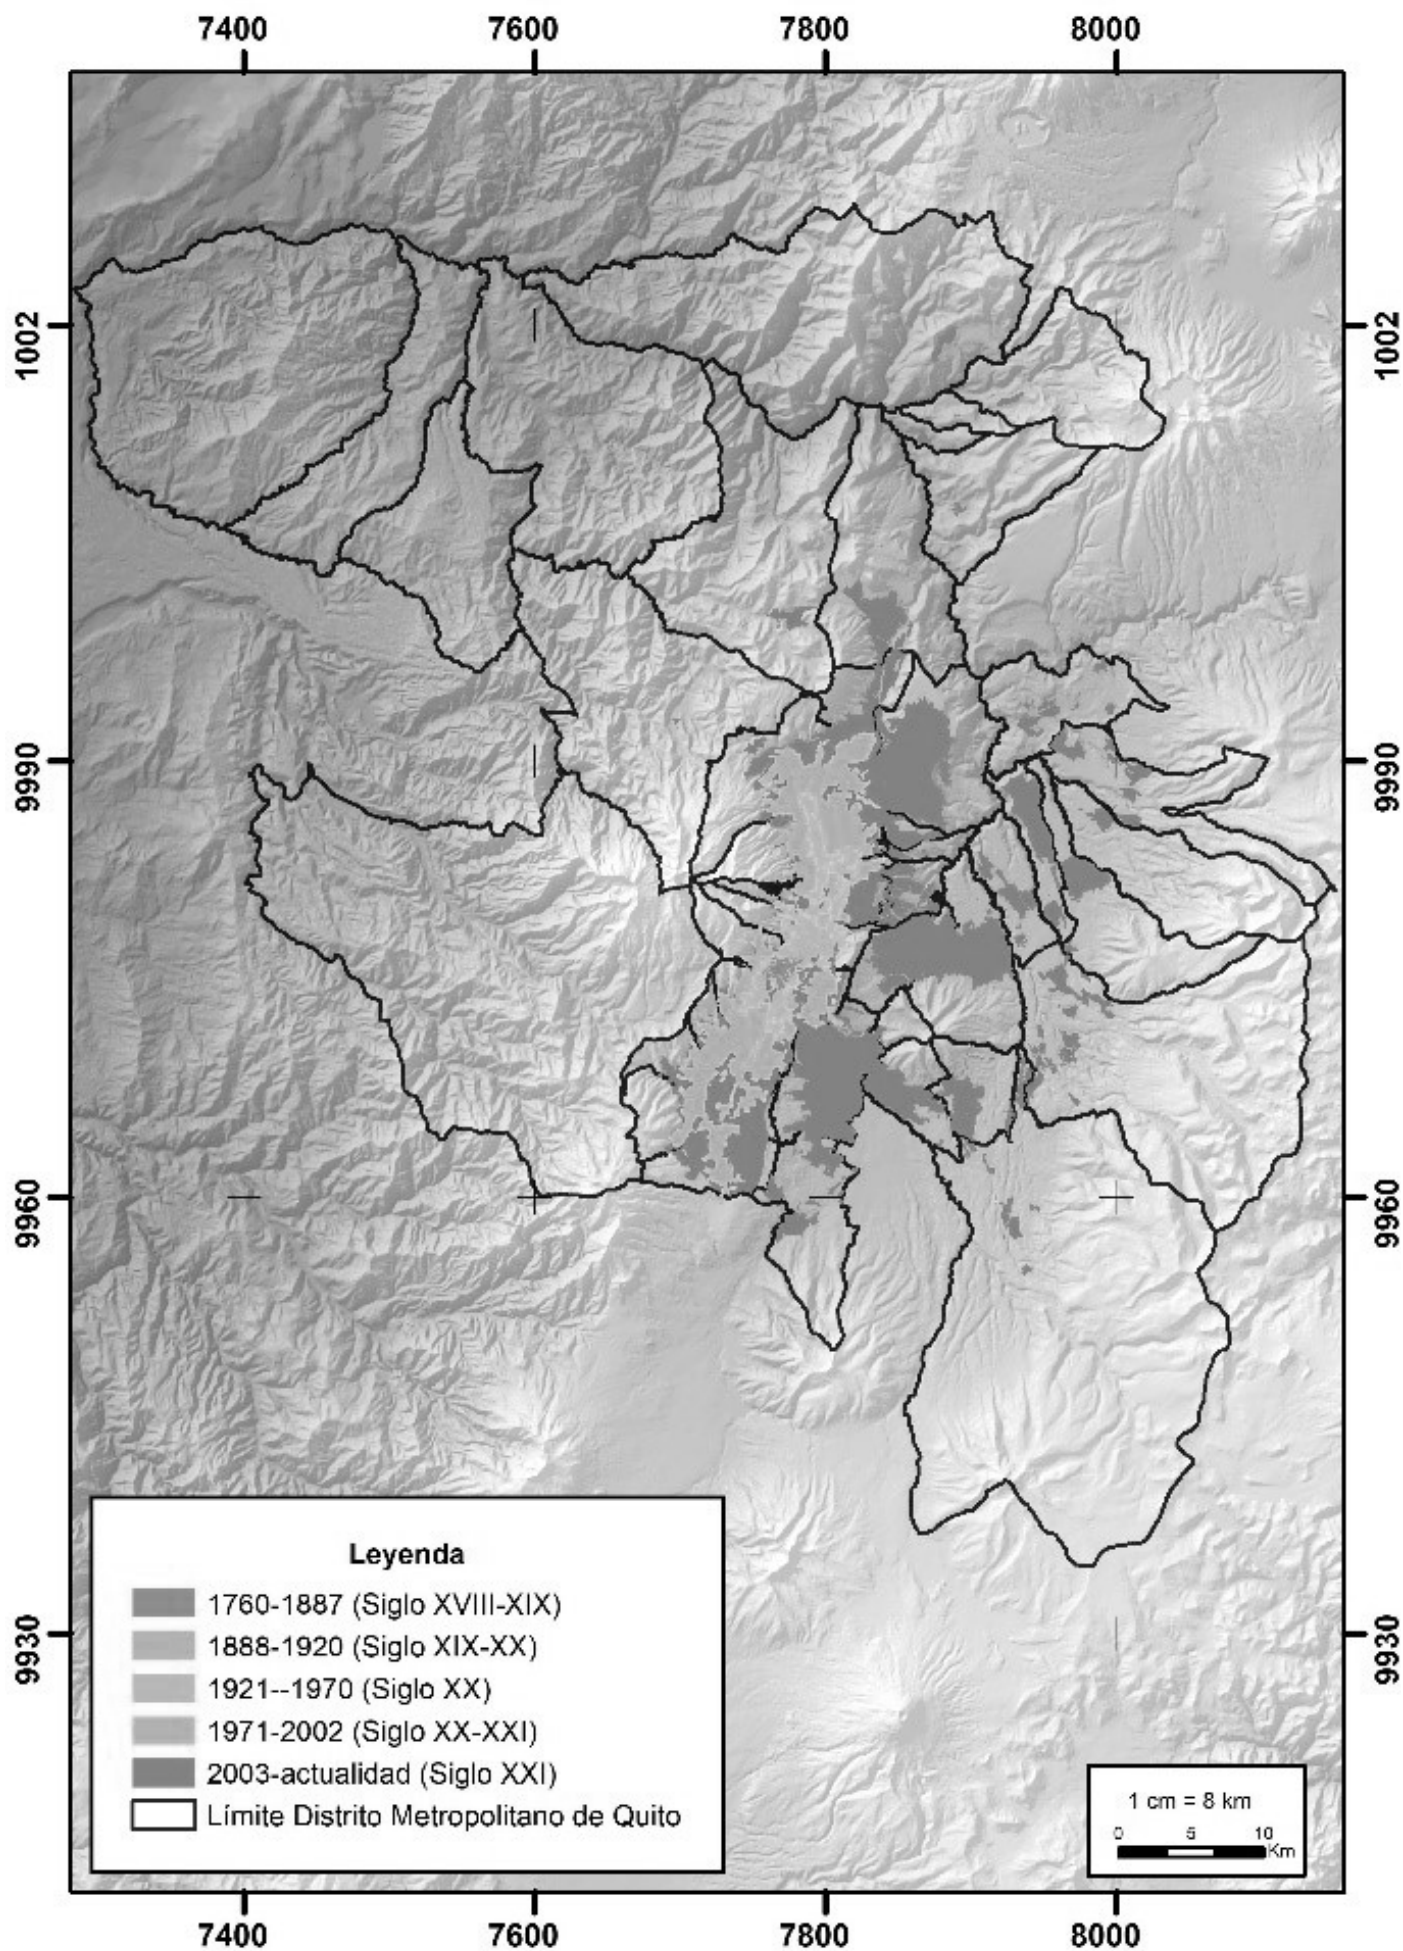 7400 7600 7800 8000
1002 1002
9990 9990
9960 9960
9930 9930
Leyenda
1760-1887 (Siglo XVIII-XIX)
1888-1920 (Siglo XIX-XX)
1921--1970 (Siglo XX)
1971-2002 (Siglo XX-XXI)
2003-actualidad (Siglo XXI)
Límite Distrito Metropolitano de Quito
1 cm = 8 km
0 5 10
Km
7400 7600 7800 8000